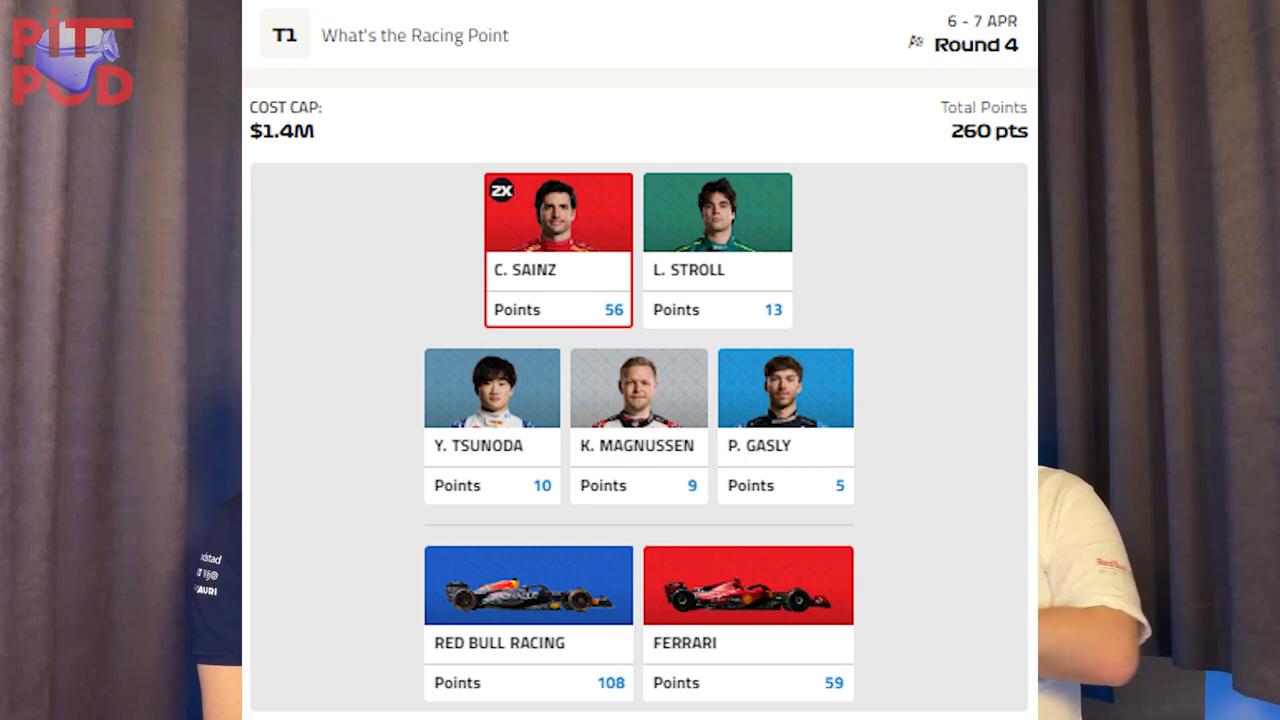 PiT
POD
T1
What's the Racing Point
6 - 7 APR
Round 4
COST CAP:
$1.4M
Total Points
260 pts
2X
C. SAINZ
L. STROLL
Points 56
Points 13
Y. TSUNODA
K. MAGNUSSEN
P. GASLY
Points 10
Points 9
Points 5
RED BULL RACING
FERRARI
Points 108
Points 59